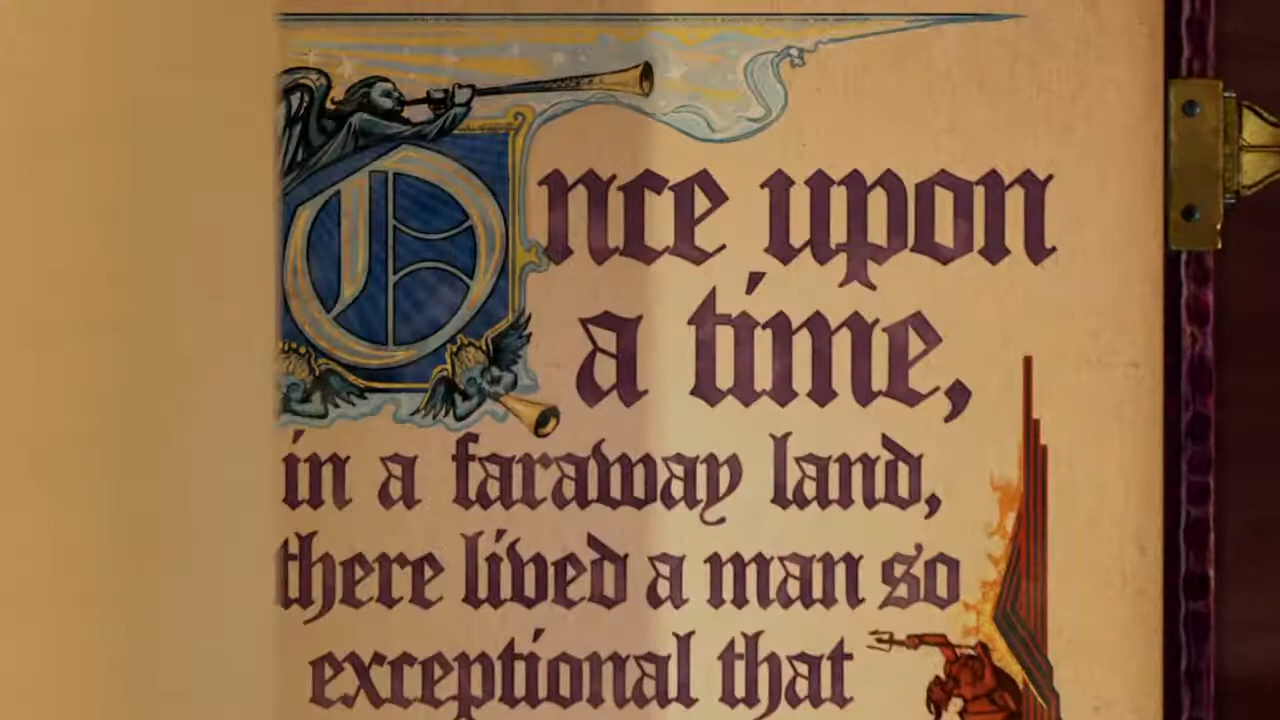 Once upon
a time,
in a faraway land,
there lived a man so
exceptional that